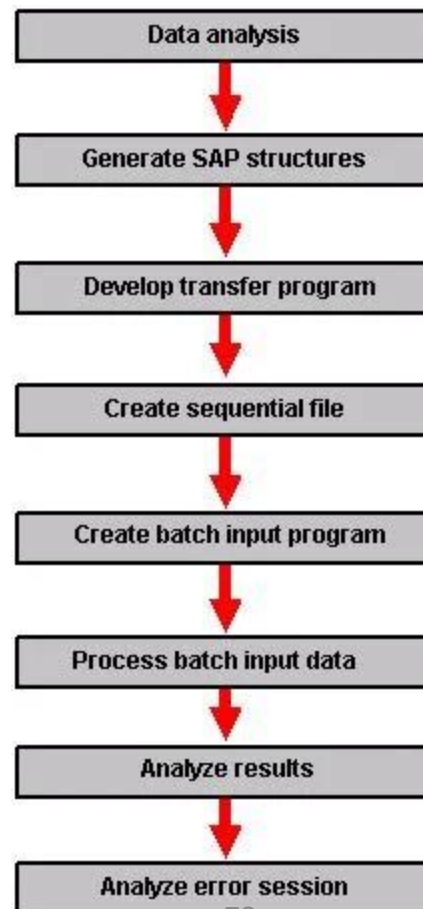 Data analysis
Generate SAP structures
Develop transfer program
Create sequential file
Create batch input program
Process batch input data
Analyze results
Analyze error session